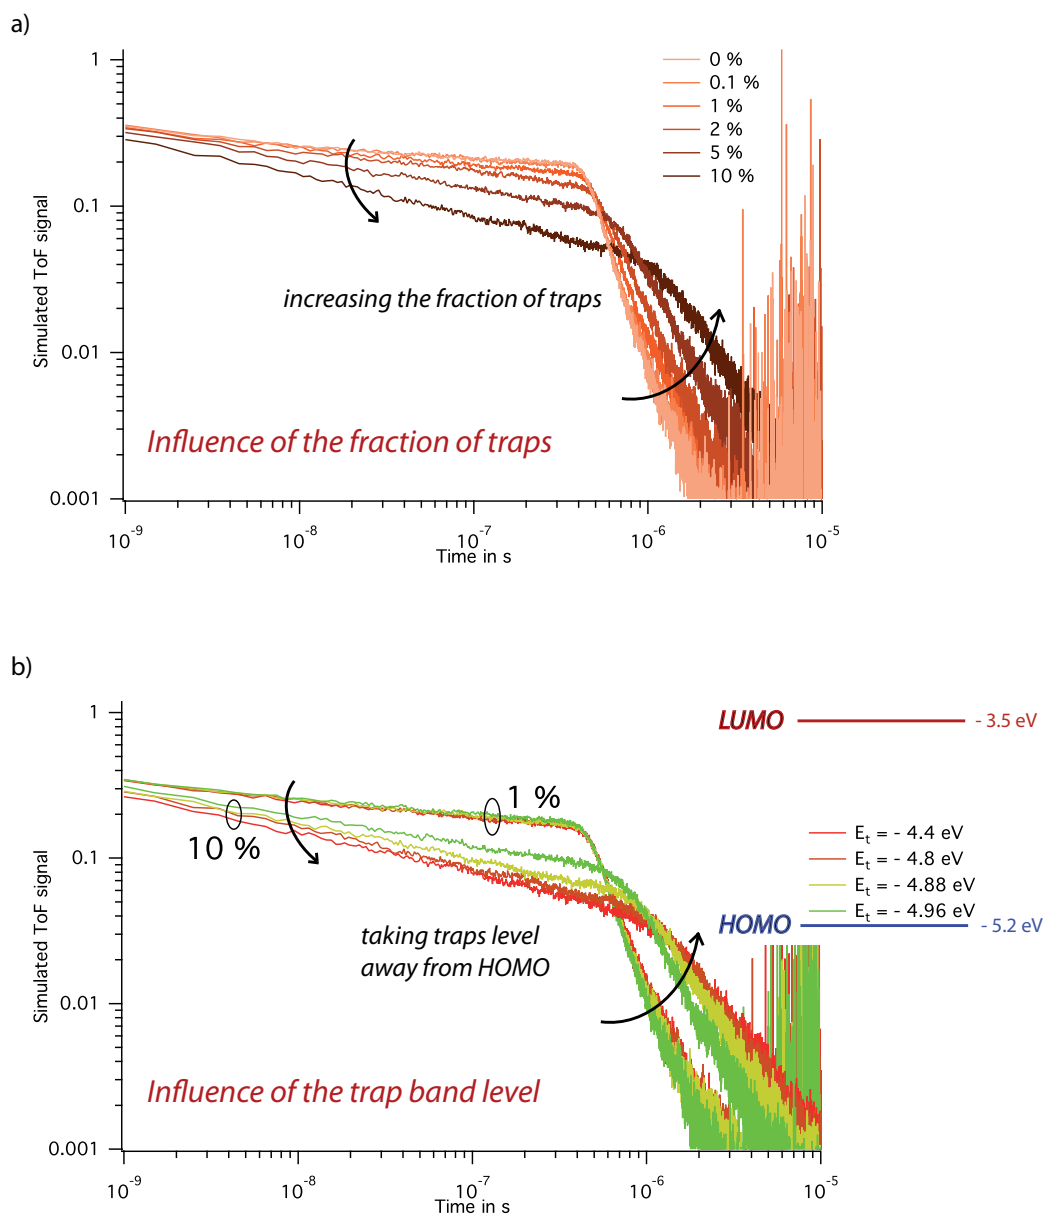 a)
1
0.1
0.01
0.001
Simulated ToF signal
0 %
0.1 %
1 %
2 %
5 %
10 %
increasing the fraction of traps
Influence of the fraction of traps
10-9
10-8
10-7
10-6
10-5
Time in s
b)
1
0.1
0.01
0.001
Simulated ToF signal
LUMO
- 3.5 eV
1 %
10 %
Et = - 4.4 eV
Et = - 4.8 eV
Et = - 4.88 eV
Et = - 4.96 eV
HOMO
- 5.2 eV
taking traps level
away from HOMO
Influence of the trap band level
10-9
10-8
10-7
10-6
10-5
Time in s